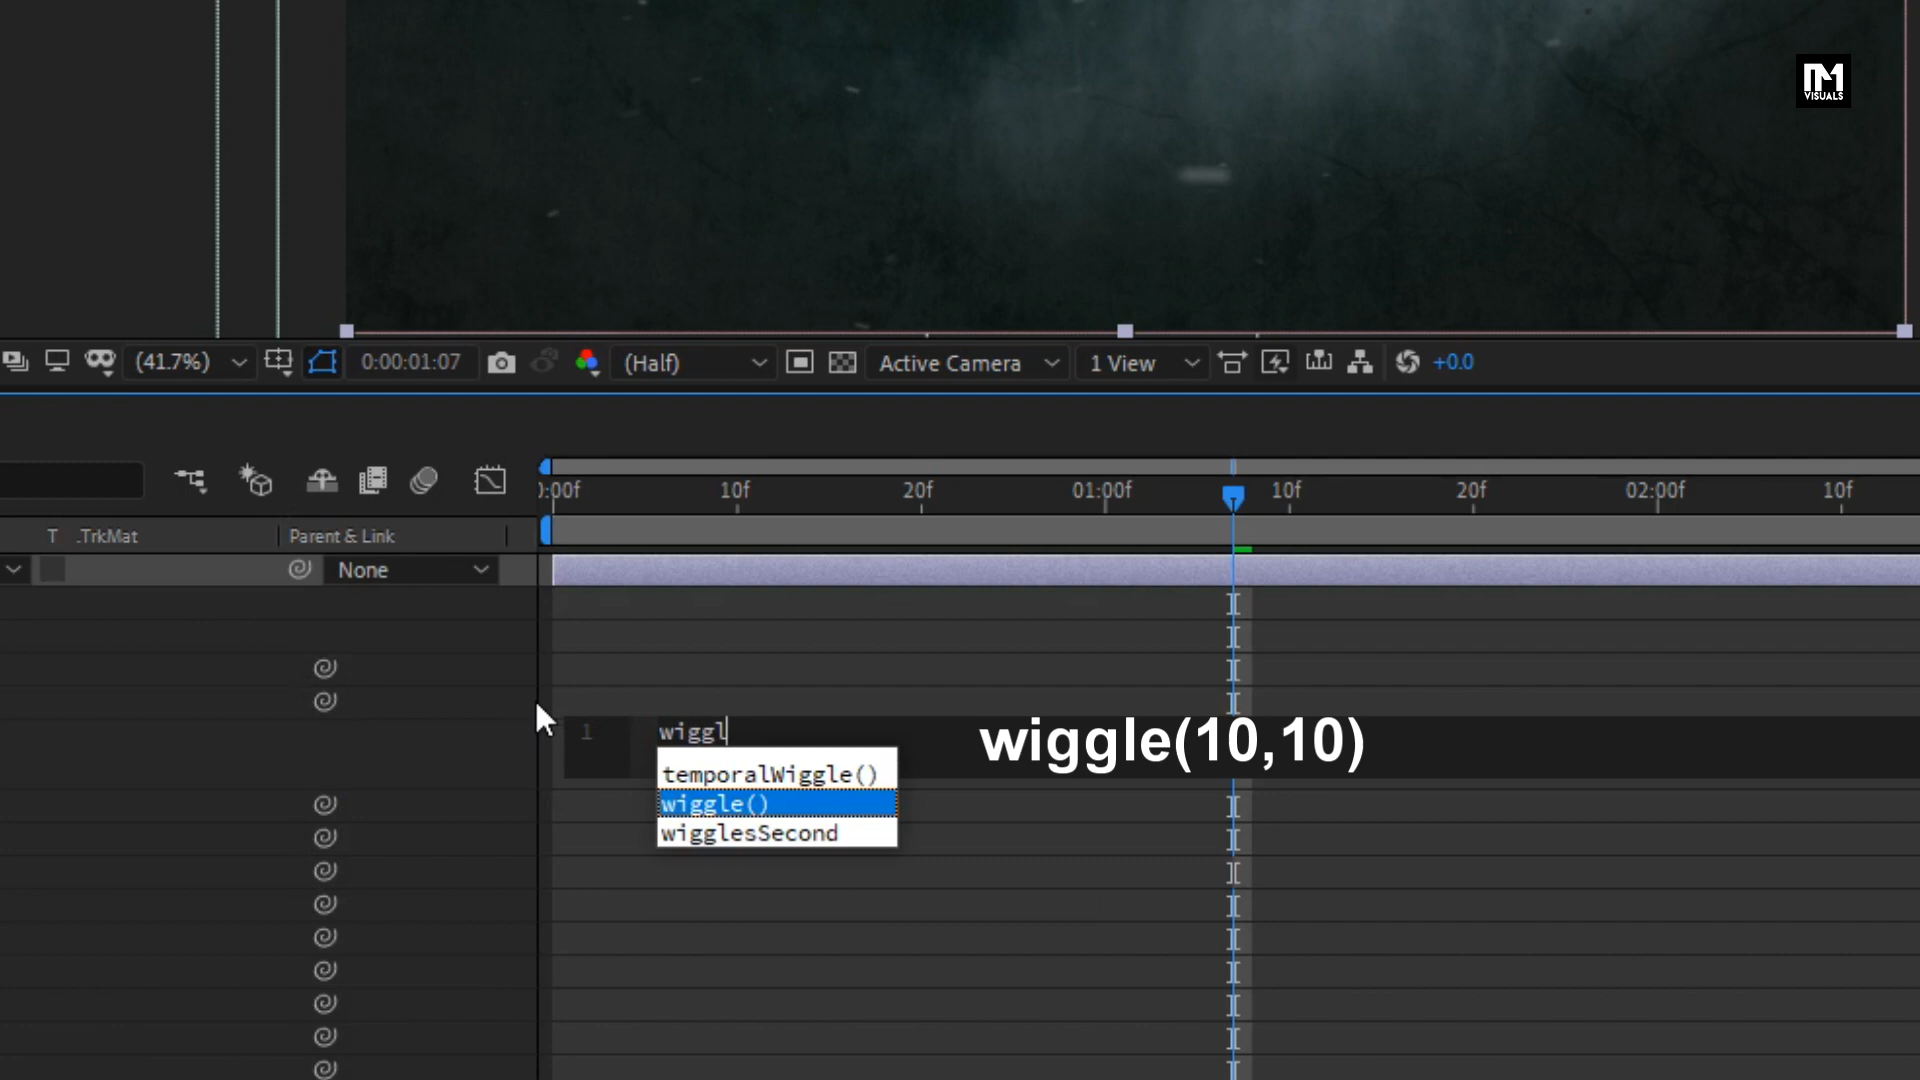 M
VISUALS
(41.7%)
0:00:01:07
(Half)
Active Camera
1 View
+0.0
):00f
10f
20f
01:00f
10f
20f
02:00f
10f
T
.TrkMat
Parent & Link
None
1
wiggl
wiggle(10,10)
temporalWiggle()
wiggle()
wigglesSecond